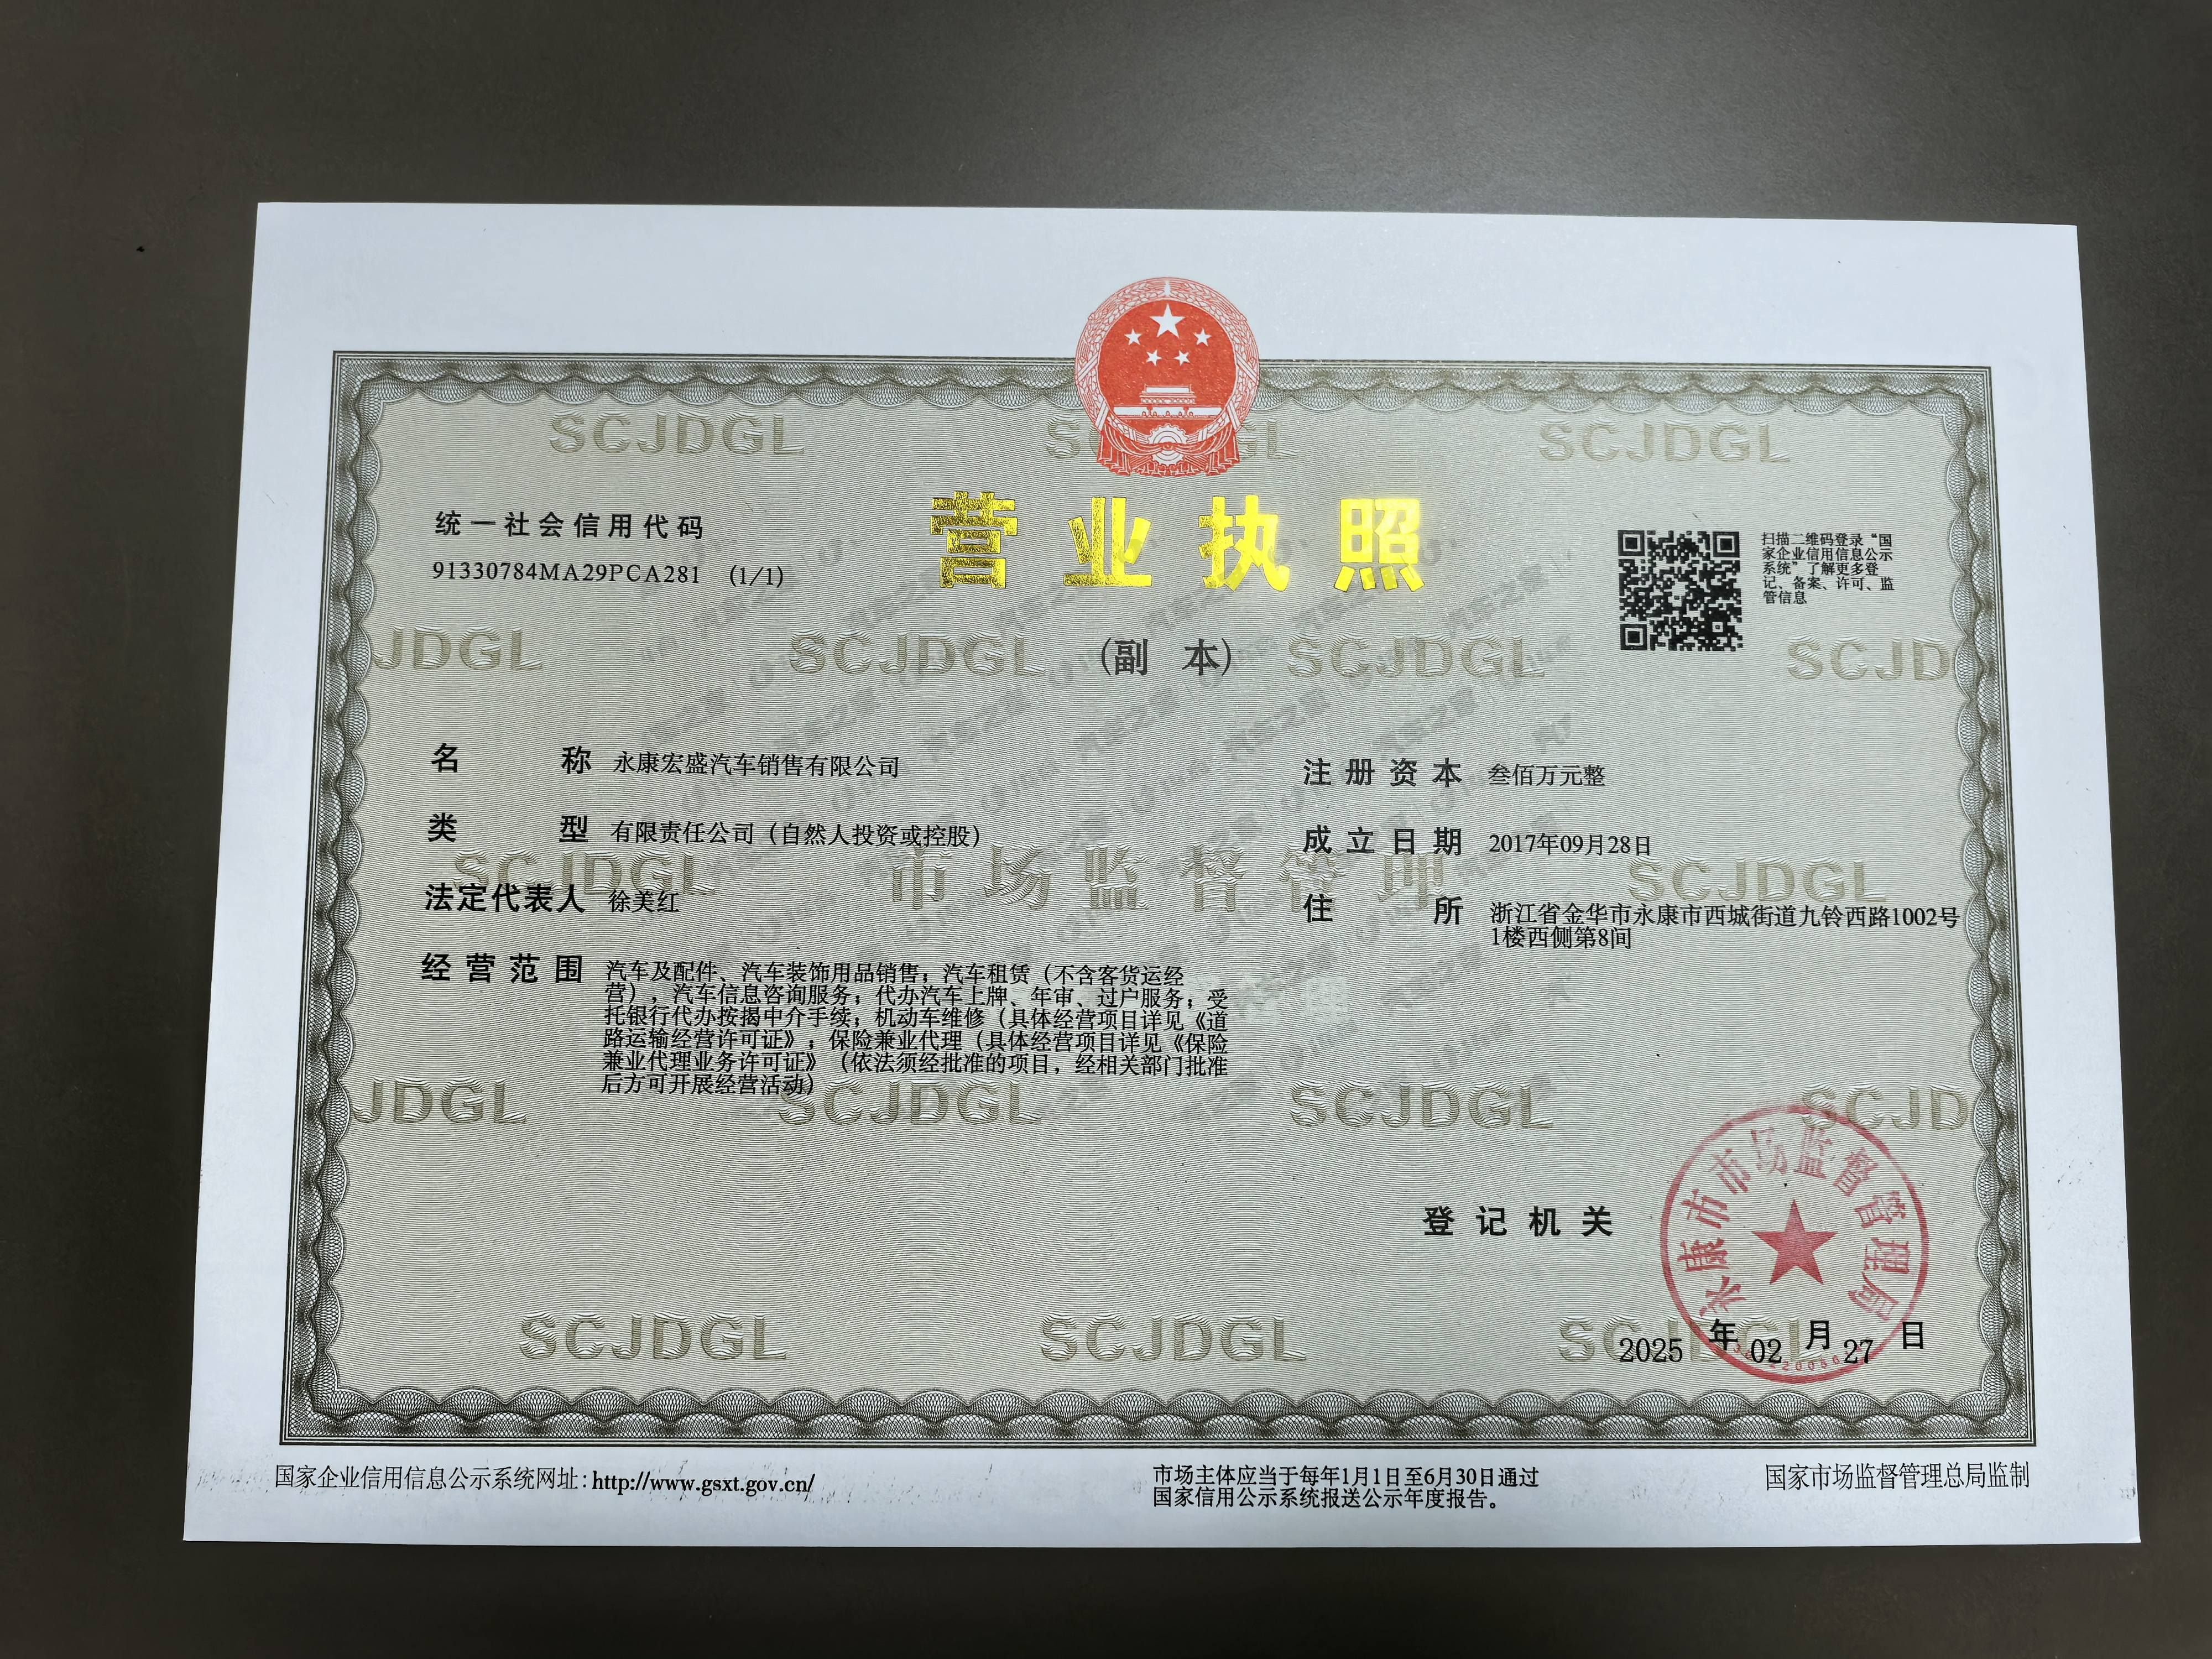 营业执照
(副 本)
统一社会信用代码
91330784MA29PCA281 (1/1)
扫描二维码登录“国
家企业信用信息公示
系统”了解更多登
记、备案、许可、监
管信息
名 称 永康宏盛汽车销售有限公司
类 型 有限责任公司（自然人投资或控股）
法定代表人 徐美红
经营范围 汽车及配件、汽车装饰用品销售；汽车租赁（不含客货运经
营），汽车信息咨询服务；代办汽车上牌、年审、过户服务；受
托银行代办按揭中介手续；机动车维修（具体经营项目详见《道
路运输经营许可证》；保险兼业代理（具体经营项目详见《保险
兼业代理业务许可证》（依法须经批准的项目，经相关部门批准
后方可开展经营活动）
注册资本 叁佰万元整
成立日期 2017年09月28日
住 所 浙江省金华市永康市西城街道九铃西路1002号
1楼西侧第8间
SCJDGL
市场监督管理
汽车之家
登记机关
永康市市场监督管理局
2025 年 02 月 27 日
国家企业信用信息公示系统网址：http://www.gsxt.gov.cn/
市场主体应当于每年1月1日至6月30日通过
国家信用公示系统报送公示年度报告。
国家市场监督管理总局监制